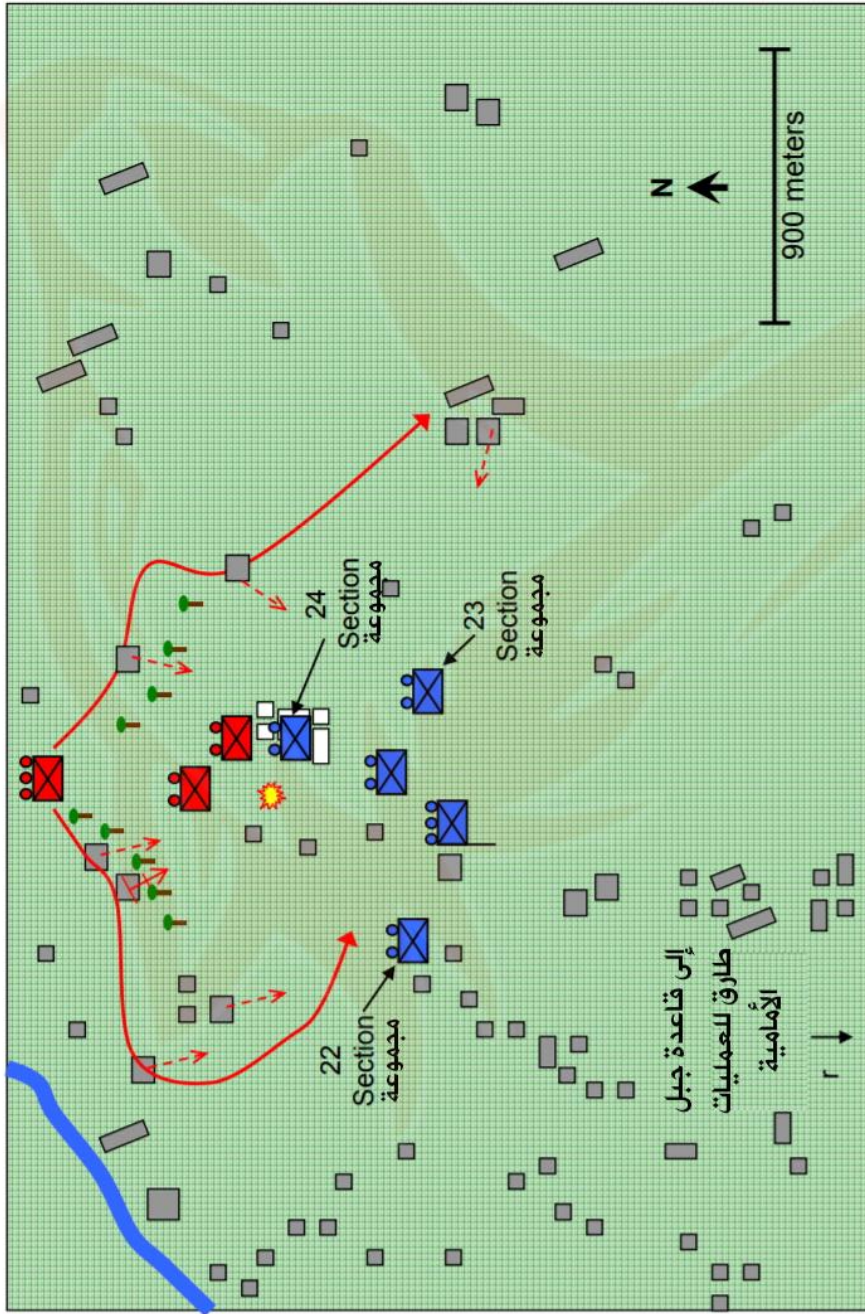 24
Section
مجموعة
23
Section
مجموعة
22
Section
مجموعة
N
900 meters
إلى قاعدة جبل
طارق للعمليات
الأمامية
r